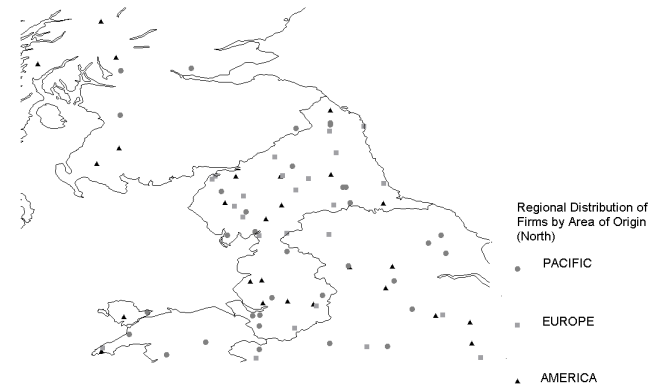 Regional Distribution of
Firms by Area of Origin
(North)
PACIFIC
EUROPE
AMERICA